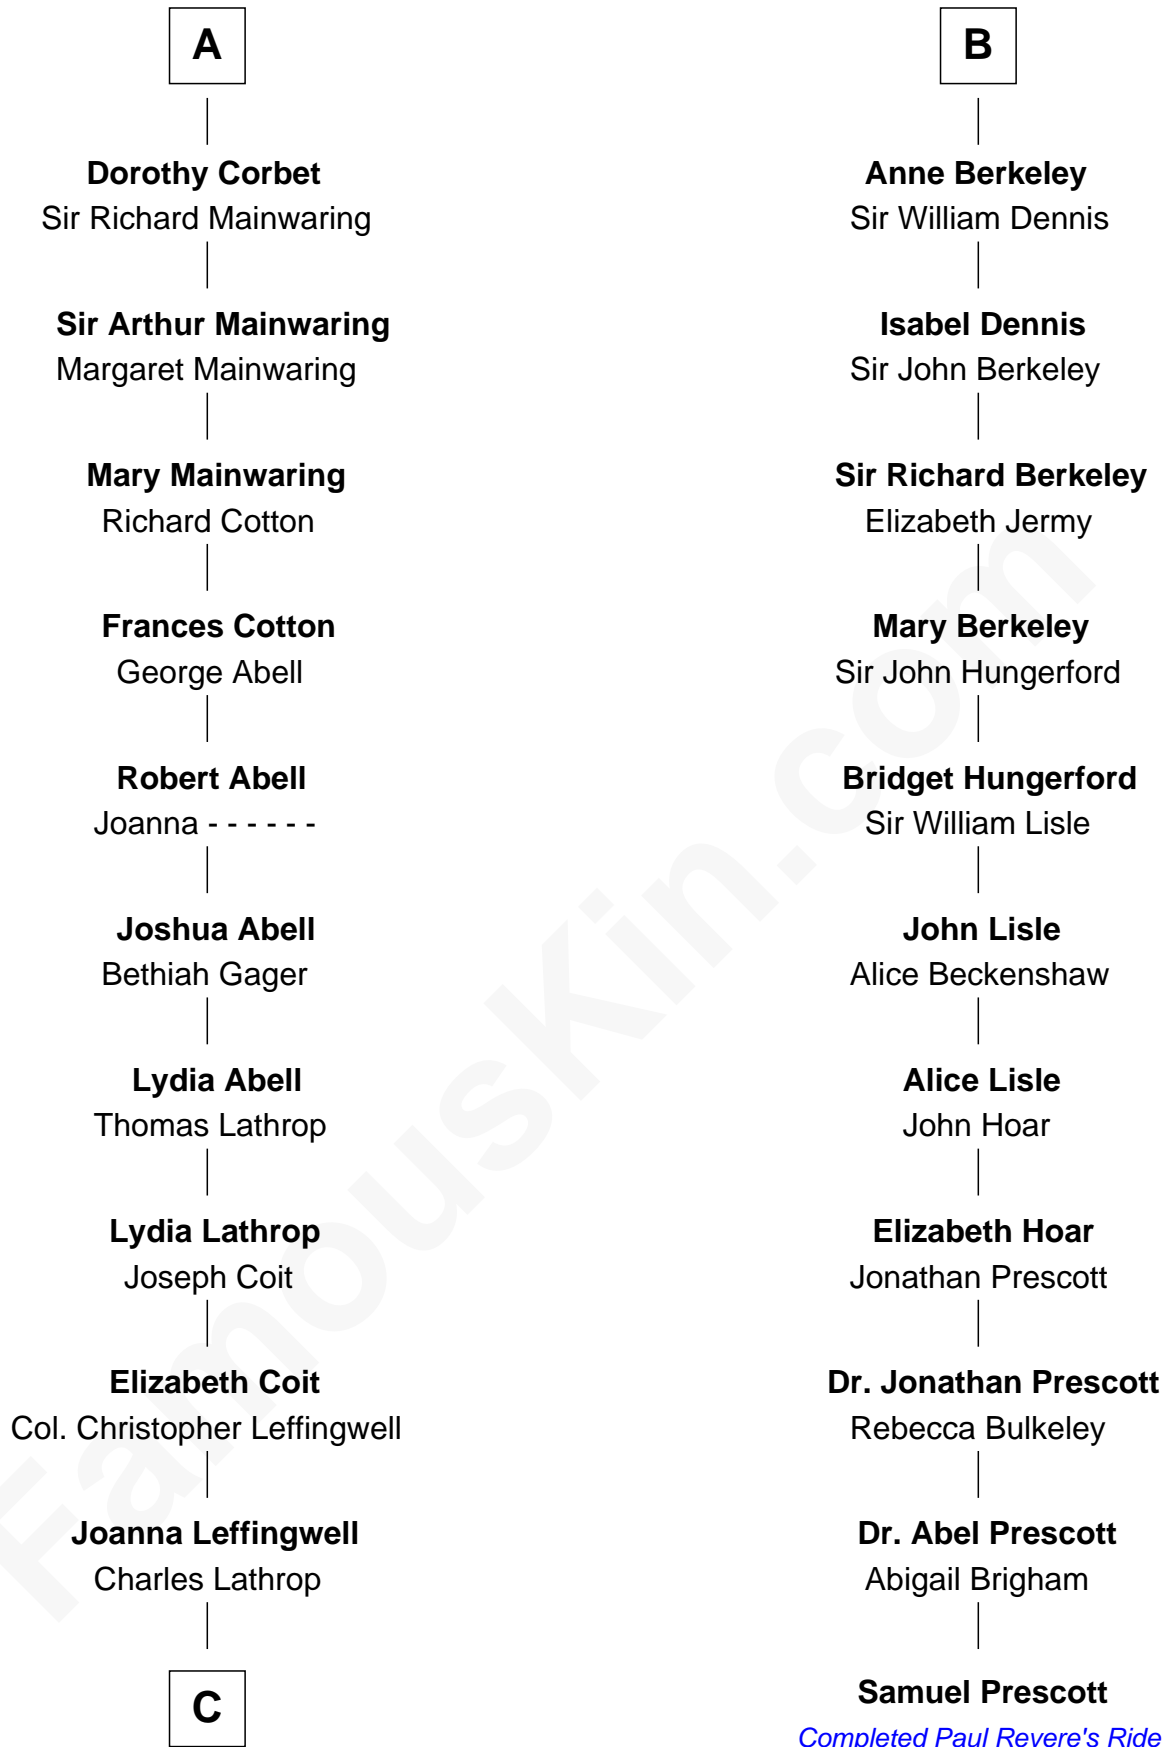 A
Dorothy Corbet
Sir Richard Mainwaring
Sir Arthur Mainwaring
Margaret Mainwaring
Mary Mainwaring
Richard Cotton
Frances Cotton
George Abell
Robert Abell
Joanna - - - - - -
Joshua Abell
Bethiah Gager
Lydia Abell
Thomas Lathrop
Lydia Lathrop
Joseph Coit
Elizabeth Coit
Col. Christopher Leffingwell
Joanna Leffingwell
Charles Lathrop
C
B
Anne Berkeley
Sir William Dennis
Isabel Dennis
Sir John Berkeley
Sir Richard Berkeley
Elizabeth Jermy
Mary Berkeley
Sir John Hungerford
Bridget Hungerford
Sir William Lisle
John Lisle
Alice Beckenshaw
Alice Lisle
John Hoar
Elizabeth Hoar
Jonathan Prescott
Dr. Jonathan Prescott
Rebecca Bulkeley
Dr. Abel Prescott
Abigail Brigham
Samuel Prescott
Completed Paul Revere's Ride
FamousKin.com